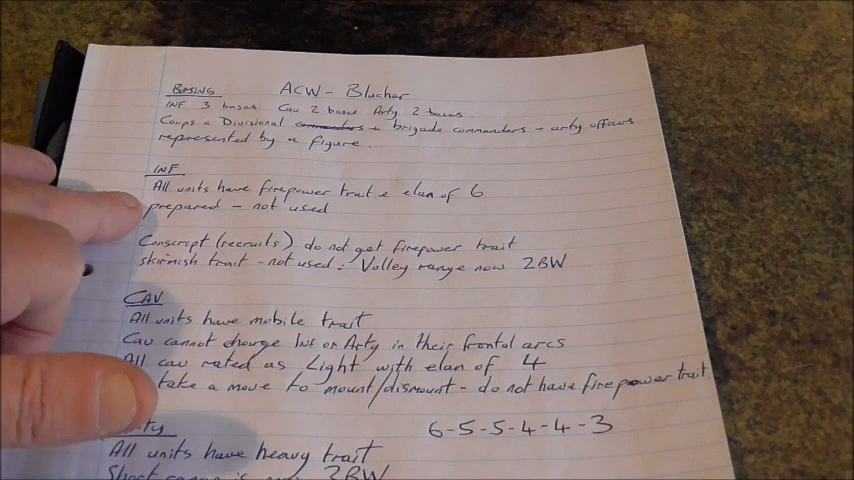 BASING ACW - Blucher
INF 3 bases Cav 2 bases Arty 2 bases.
Corps & Divisional commanders + brigade commanders + arty officers
represented by a figure.
INF
All units have firepower trait & elan of 6
prepared - not used
Conscript (recruits) do not get firepower trait
skirmish trait - not used: Volley range now 2BW
CAV
All units have mobile trait
Cav cannot charge INF or Arty in their frontal arcs
All cav rated as Light with elan of 4
take a move to mount/dismount - do not have firepower trait.
6-5-5-4-4-3
All units have heavy trait
Short range is